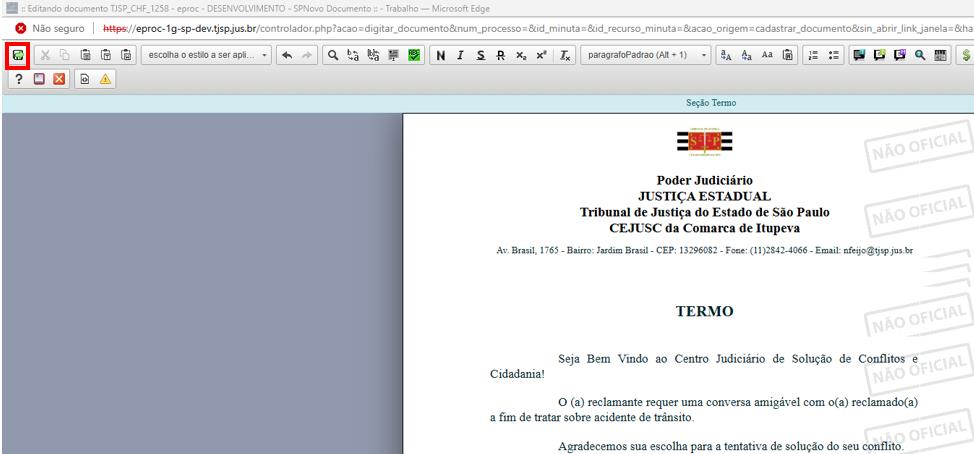 :: Editando documento TJSP_CHF_1258 - eproc - DESENVOLVIMENTO - SPNovo Documento :: - Trabalho — Microsoft Edge
Não seguro | https://eproc-1g-sp-dev.tjsp.jus.br/controlador.php?acao=digitar_documento&num_processo=&id_minuta=&id_recurso_minuta=&acao_origem=cadastrar_documento&sin_abrir_link_janela=&ha
escolha o estilo a ser apli... N I S R x₂ x² Tx paragrafoPadrao (Alt + 1) Aa $
?
Seção Termo
NÃO OFICIAL
Poder Judiciário
JUSTIÇA ESTADUAL
NÃO OFICIAL
Tribunal de Justiça do Estado de São Paulo
CEJUSC da Comarca de Itupeva
Av. Brasil, 1765 - Bairro: Jardim Brasil - CEP: 13296082 - Fone: (11)2842-4066 - Email: nfeijo@tjsp.jus.br
TERMO
NÃO OFICIAL
Seja Bem Vindo ao Centro Judiciário de Solução de Conflitos e
Cidadania!
NÃO OFICIAL
O (a) reclamante requer uma conversa amigável com o(a) reclamado(a)
a fim de tratar sobre acidente de trânsito.
NÃO OFICIAL
Agradecemos sua escolha para a tentativa de solução do seu conflito.